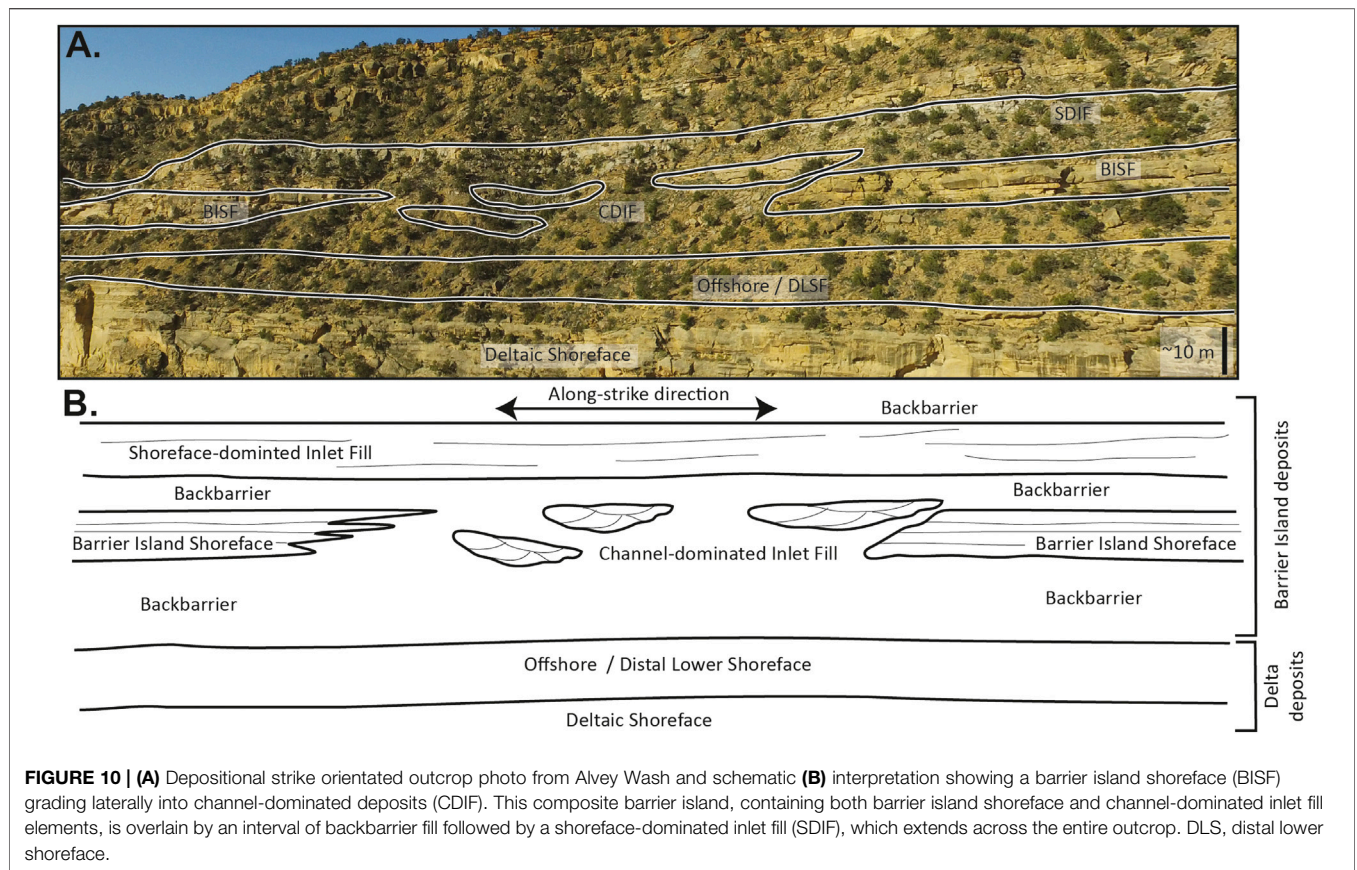 A.
SDIF
BISF
BISF
CDIF
Offshore / DLSF
Deltaic Shoreface
~10 m
B.
Along-strike direction
Backbarrier
Shoreface-dominted Inlet Fill
Backbarrier
Backbarrier
Barrier Island Shoreface
Channel-dominated Inlet Fill
Barrier Island Shoreface
Backbarrier
Backbarrier
Barrier Island deposits
Offshore / Distal Lower Shoreface
Deltaic Shoreface
Delta
deposits
FIGURE 10 | (A) Depositional strike orientated outcrop photo from Alvey Wash and schematic (B) interpretation showing a barrier island shoreface (BISF)
grading laterally into channel-dominated deposits (CDIF). This composite barrier island, containing both barrier island shoreface and channel-dominated inlet fill
elements, is overlain by an interval of backbarrier fill followed by a shoreface-dominated inlet fill (SDIF), which extends across the entire outcrop. DLS, distal lower
shoreface.